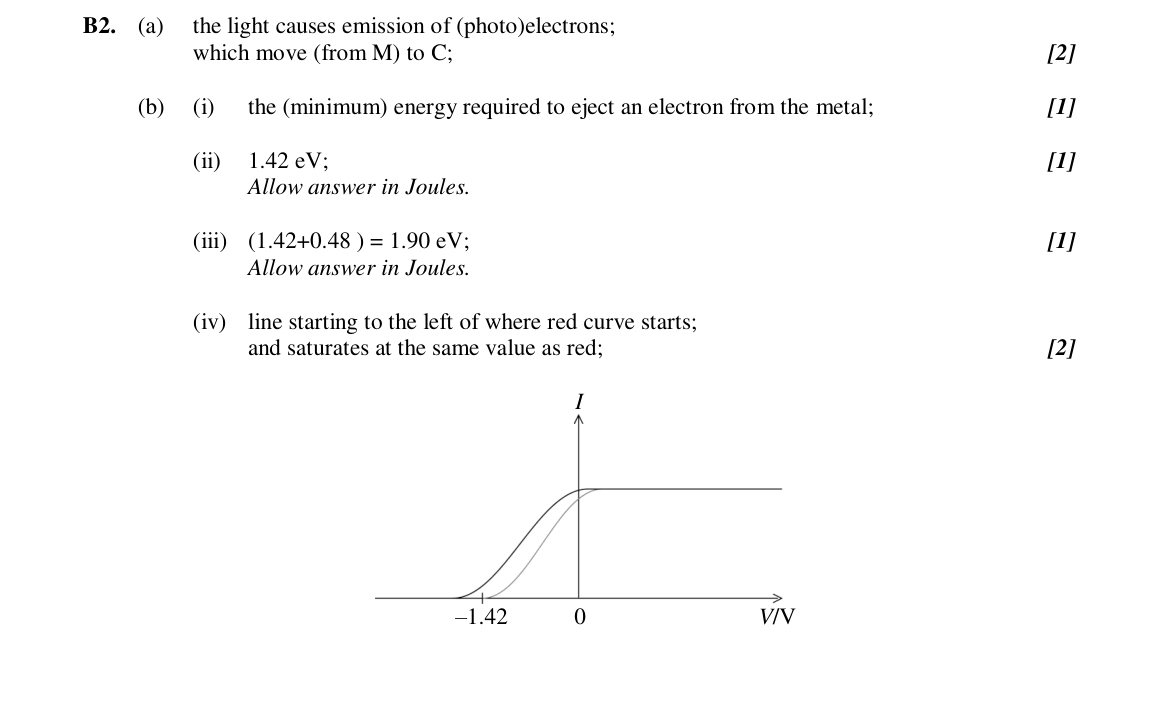 B2. (a) the light causes emission of (photo)electrons;
which move (from M) to C; [2]
(b) (i) the (minimum) energy required to eject an electron from the metal; [1]
(ii) 1.42 eV; [1]
Allow answer in Joules.
(iii) (1.42+0.48 ) = 1.90 eV; [1]
Allow answer in Joules.
(iv) line starting to the left of where red curve starts;
and saturates at the same value as red; [2]
I
–1.42 0 V/V